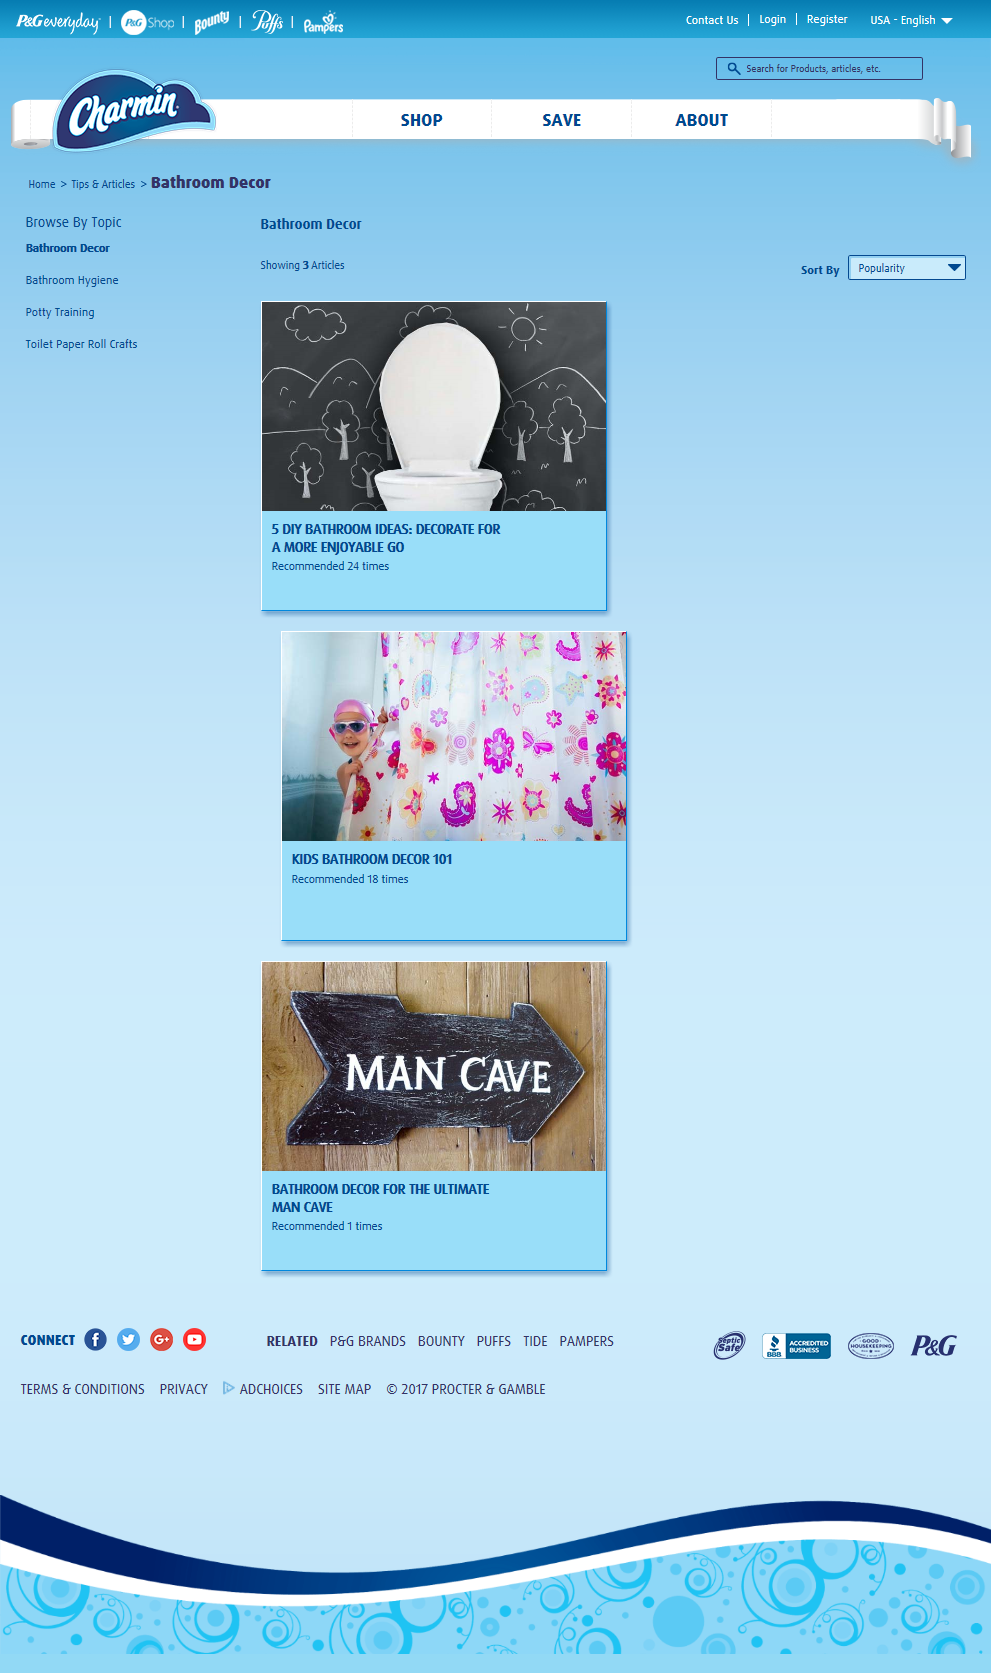 P&G everyday | P&G Shop | Bounty | Puffs | Pampers
Contact Us | Login | Register USA - English
Search for Products, articles, etc.
Charmin
SHOP SAVE ABOUT
Home > Tips & Articles > Bathroom Decor
Browse By Topic
Bathroom Decor
Bathroom Hygiene
Potty Training
Toilet Paper Roll Crafts
Bathroom Decor
Showing 3 Articles
Sort By Popularity
5 DIY BATHROOM IDEAS: DECORATE FOR
A MORE ENJOYABLE GO
Recommended 24 times
KIDS BATHROOM DECOR 101
Recommended 18 times
MAN CAVE
BATHROOM DECOR FOR THE ULTIMATE
MAN CAVE
Recommended 1 times
CONNECT f G+
RELATED P&G BRANDS BOUNTY PUFFS TIDE PAMPERS
Septic Safe
BBB ACCREDITED BUSINESS
GOOD HOUSEKEEPING
P&G
TERMS & CONDITIONS PRIVACY ADCHOICES SITE MAP © 2017 PROCTER & GAMBLE